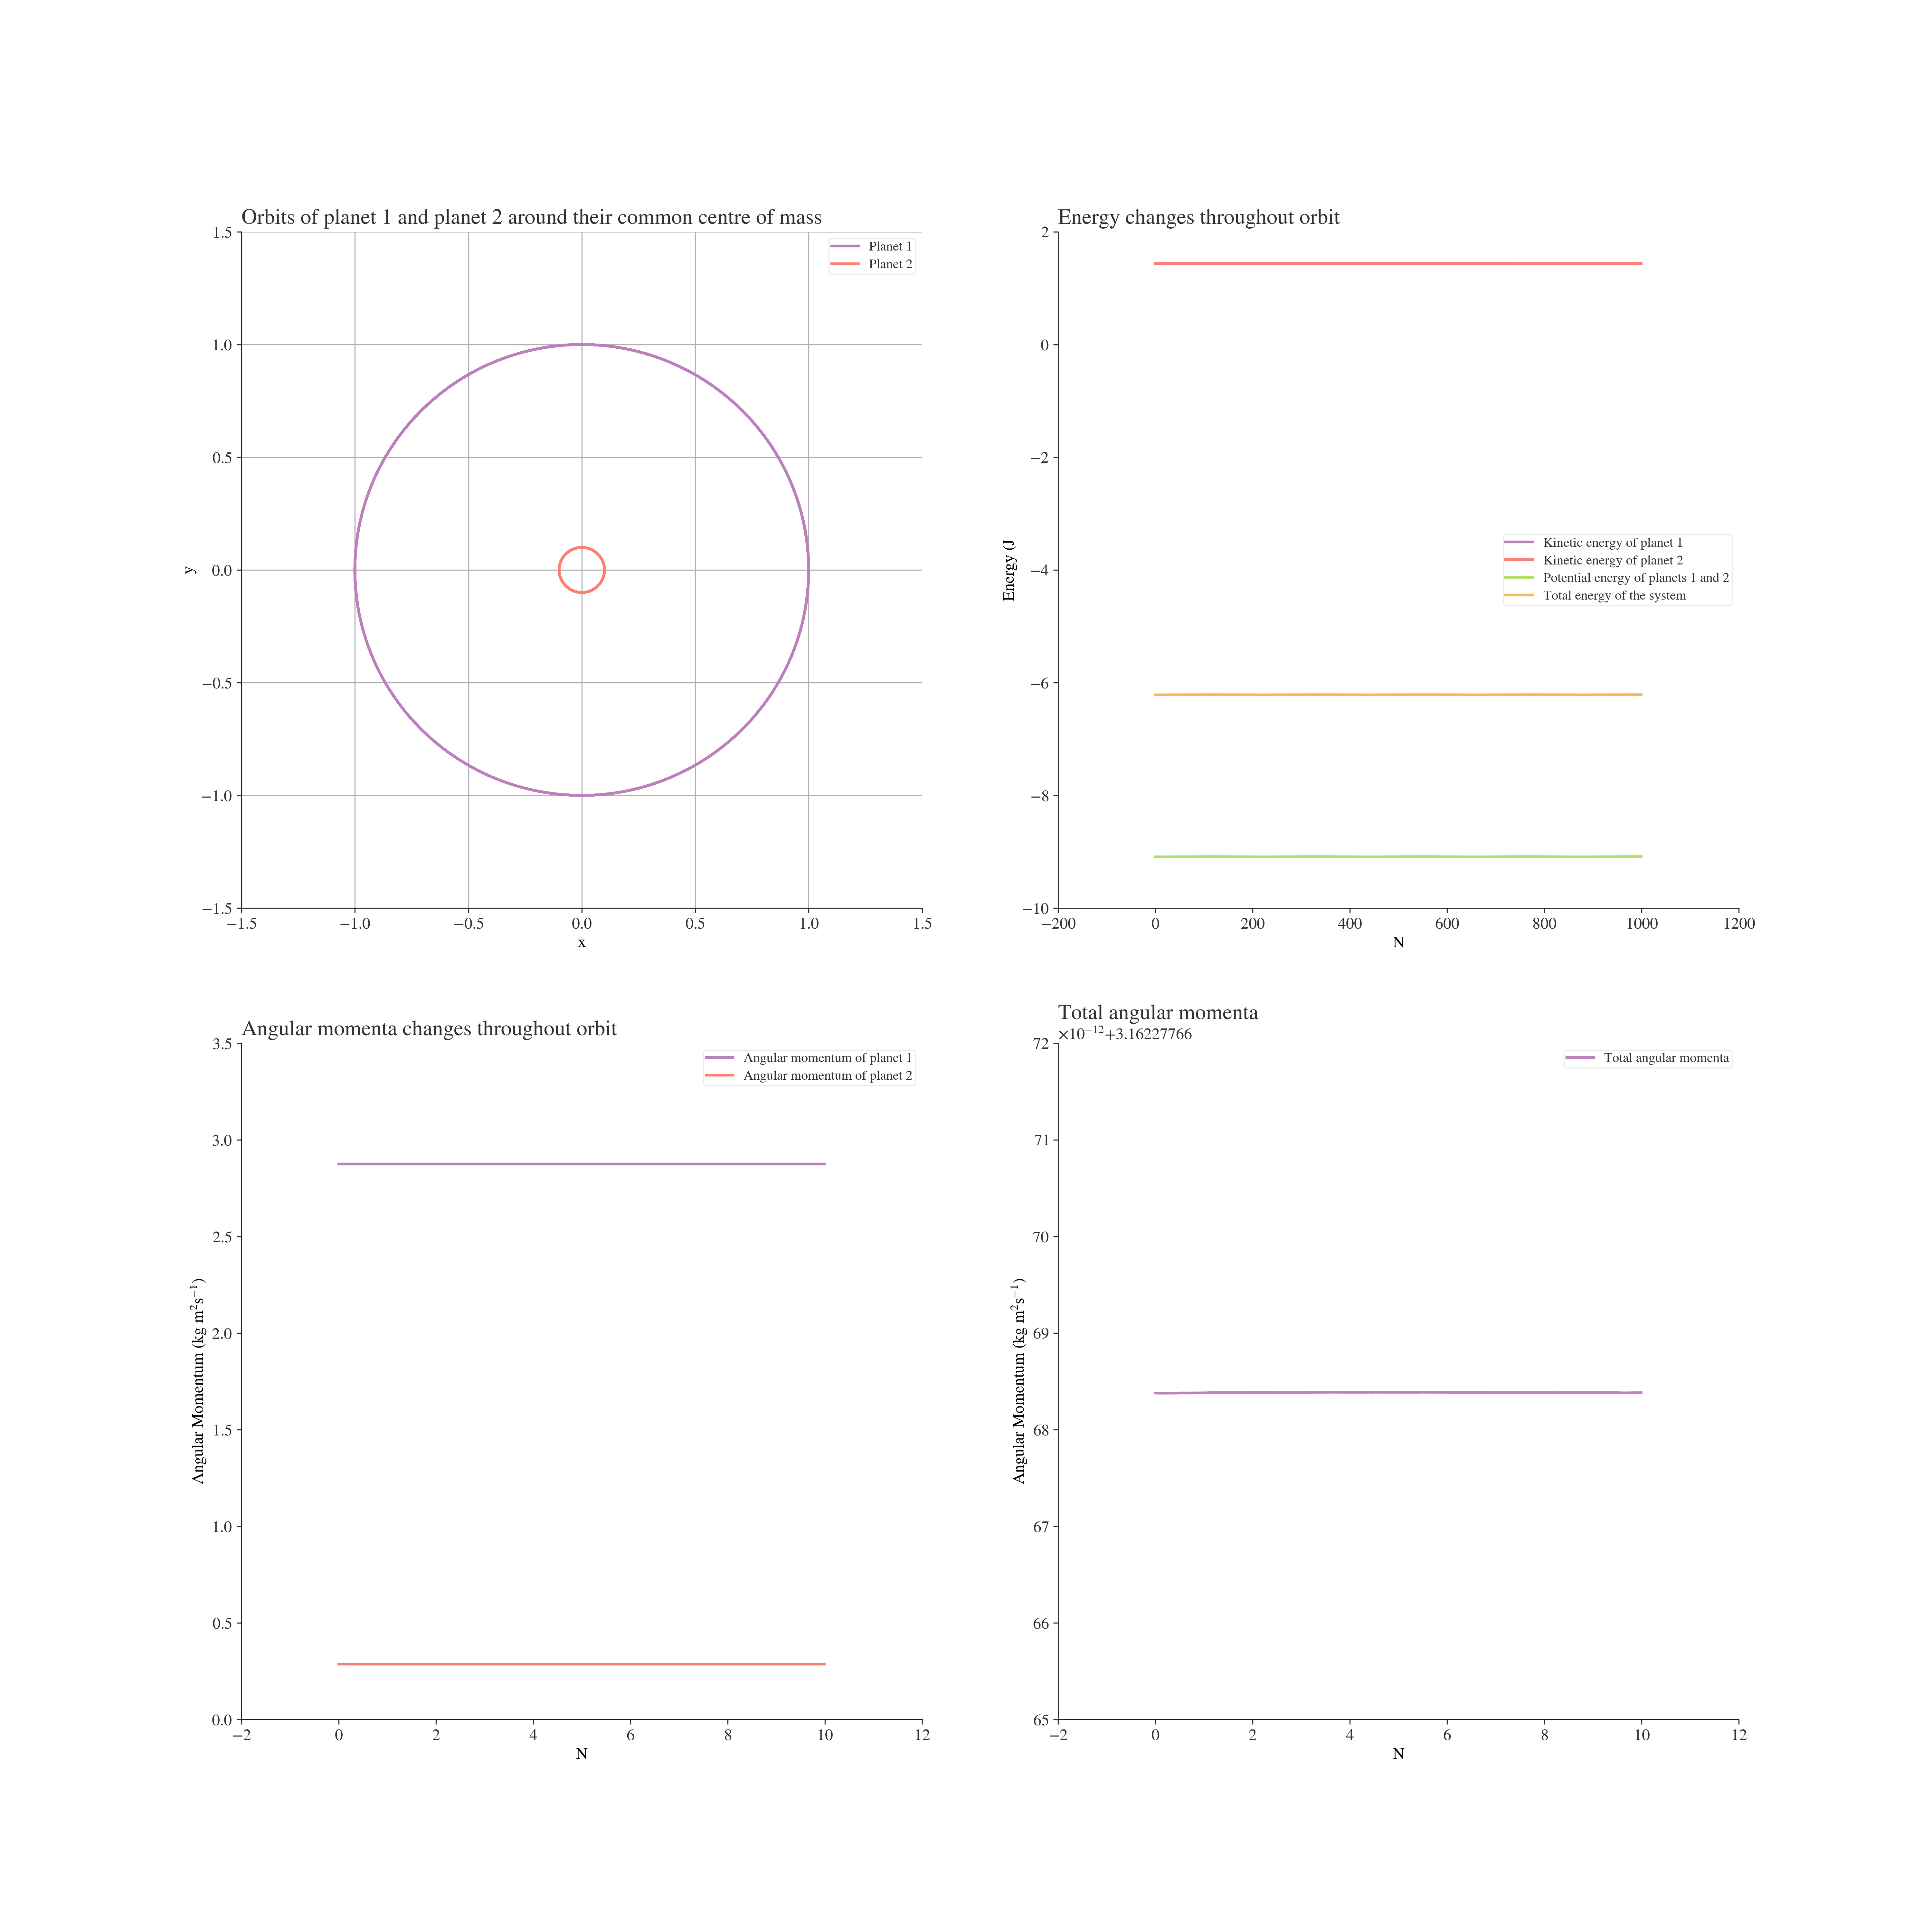 Orbits of planet 1 and planet 2 around their common centre of mass
1.5
1.0
0.5
0.0
−0.5
−1.0
−1.5
y
Planet 1
Planet 2
−1.5 −1.0 −0.5 0.0 0.5 1.0 1.5
x
Energy changes throughout orbit
2
0
−2
−4
−6
−8
−10
Energy (J
Kinetic energy of planet 1
Kinetic energy of planet 2
Potential energy of planets 1 and 2
Total energy of the system
−200 0 200 400 600 800 1000 1200
N
Angular momenta changes throughout orbit
3.5
3.0
2.5
2.0
1.5
1.0
0.5
0.0
Angular Momentum (kg m²s⁻¹)
Angular momentum of planet 1
Angular momentum of planet 2
−2 0 2 4 6 8 10 12
N
Total angular momenta
×10⁻¹²+3.16227766
72
71
70
69
68
67
66
65
Angular Momentum (kg m²s⁻¹)
Total angular momenta
−2 0 2 4 6 8 10 12
N